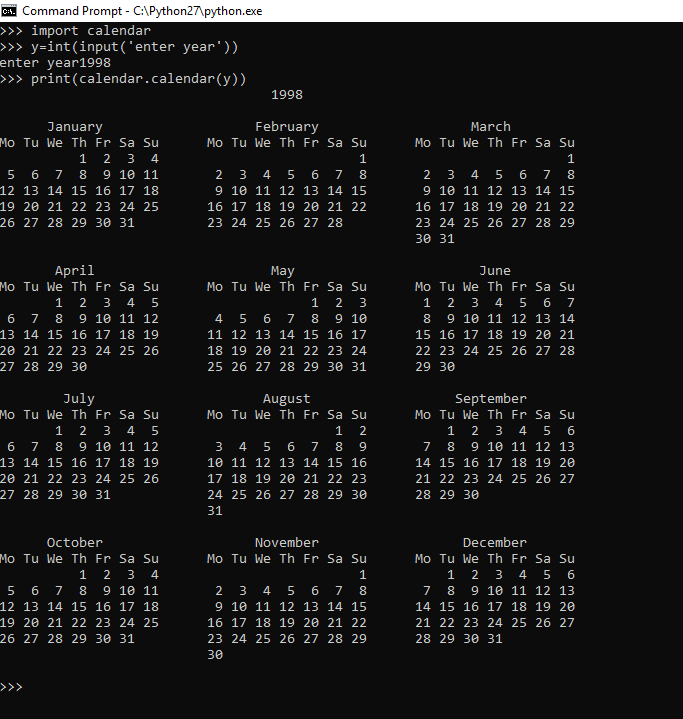 Command Prompt - C:\Python27\python.exe
>>> import calendar
>>> y=int(input('enter year'))
enter year1998
>>> print(calendar.calendar(y))
                                  1998

      January                   February                   March
Mo Tu We Th Fr Sa Su      Mo Tu We Th Fr Sa Su      Mo Tu We Th Fr Sa Su
          1  2  3  4                         1                         1
 5  6  7  8  9 10 11       2  3  4  5  6  7  8       2  3  4  5  6  7  8
12 13 14 15 16 17 18       9 10 11 12 13 14 15       9 10 11 12 13 14 15
19 20 21 22 23 24 25      16 17 18 19 20 21 22      16 17 18 19 20 21 22
26 27 28 29 30 31         23 24 25 26 27 28         23 24 25 26 27 28 29
                                                    30 31

       April                      May                       June
Mo Tu We Th Fr Sa Su      Mo Tu We Th Fr Sa Su      Mo Tu We Th Fr Sa Su
       1  2  3  4  5                   1  2  3       1  2  3  4  5  6  7
 6  7  8  9 10 11 12       4  5  6  7  8  9 10       8  9 10 11 12 13 14
13 14 15 16 17 18 19      11 12 13 14 15 16 17      15 16 17 18 19 20 21
20 21 22 23 24 25 26      18 19 20 21 22 23 24      22 23 24 25 26 27 28
27 28 29 30               25 26 27 28 29 30 31      29 30

        July                     August                  September
Mo Tu We Th Fr Sa Su      Mo Tu We Th Fr Sa Su      Mo Tu We Th Fr Sa Su
       1  2  3  4  5                      1  2          1  2  3  4  5  6
 6  7  8  9 10 11 12       3  4  5  6  7  8  9       7  8  9 10 11 12 13
13 14 15 16 17 18 19      10 11 12 13 14 15 16      14 15 16 17 18 19 20
20 21 22 23 24 25 26      17 18 19 20 21 22 23      21 22 23 24 25 26 27
27 28 29 30 31            24 25 26 27 28 29 30      28 29 30
                          31

      October                   November                  December
Mo Tu We Th Fr Sa Su      Mo Tu We Th Fr Sa Su      Mo Tu We Th Fr Sa Su
          1  2  3  4                         1          1  2  3  4  5  6
 5  6  7  8  9 10 11       2  3  4  5  6  7  8       7  8  9 10 11 12 13
12 13 14 15 16 17 18       9 10 11 12 13 14 15      14 15 16 17 18 19 20
19 20 21 22 23 24 25      16 17 18 19 20 21 22      21 22 23 24 25 26 27
26 27 28 29 30 31         23 24 25 26 27 28 29      28 29 30 31
                          30

>>>